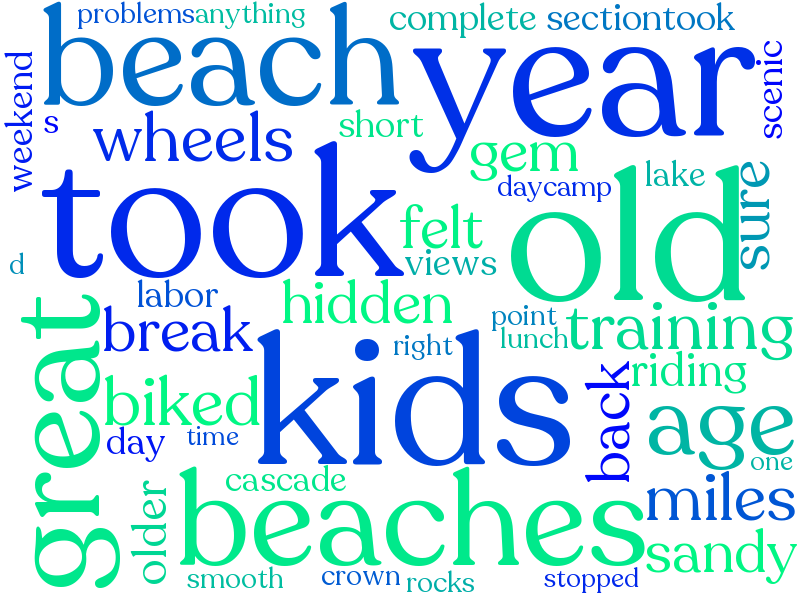 problems
anything
complete
sectiontook
beach
year
scenic
weekend
s
wheels
short
gem
took
daycamp
lake
old
sure
felt
views
d
labor
hidden
break
great
point
training
lunch
right
kids
riding
biked
back
age
day
time
one
cascade
beaches
miles
older
sandy
smooth
crown
rocks
stopped